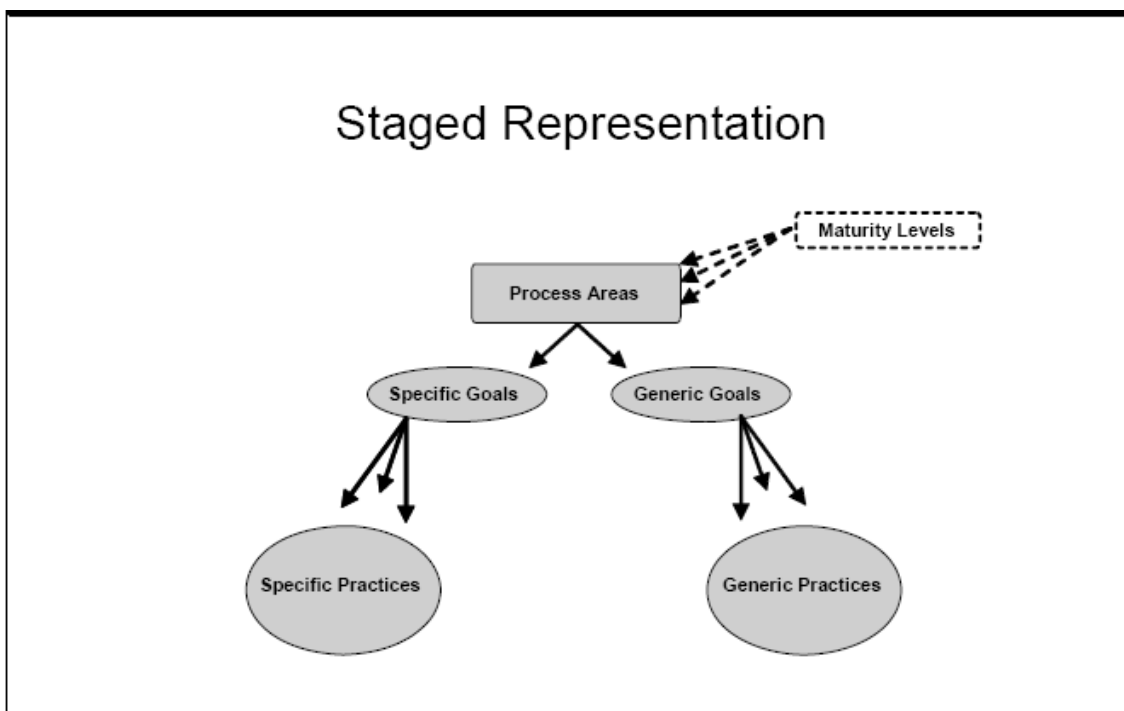 Staged Representation
Maturity Levels
Process Areas
Specific Goals
Generic Goals
Specific Practices
Generic Practices